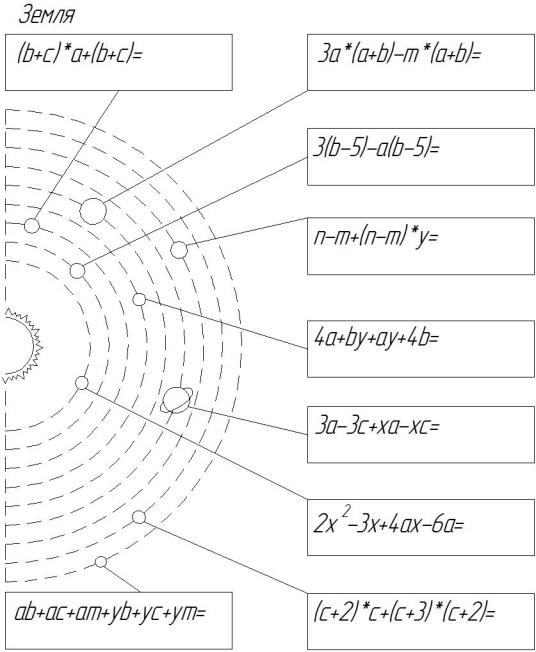 Земля
(b+c)*a+(b+c)=
3a*(a+b)-m*(a+b)=
3(b-5)-a(b-5)=
n-m+(n-m)*y=
4a+by+ay+4b=
3a-3c+xa-xc=
2x²-3x+4ax-6a=
ab+ac+am+yb+yc+ym=
(c+2)*c+(c+3)*(c+2)=